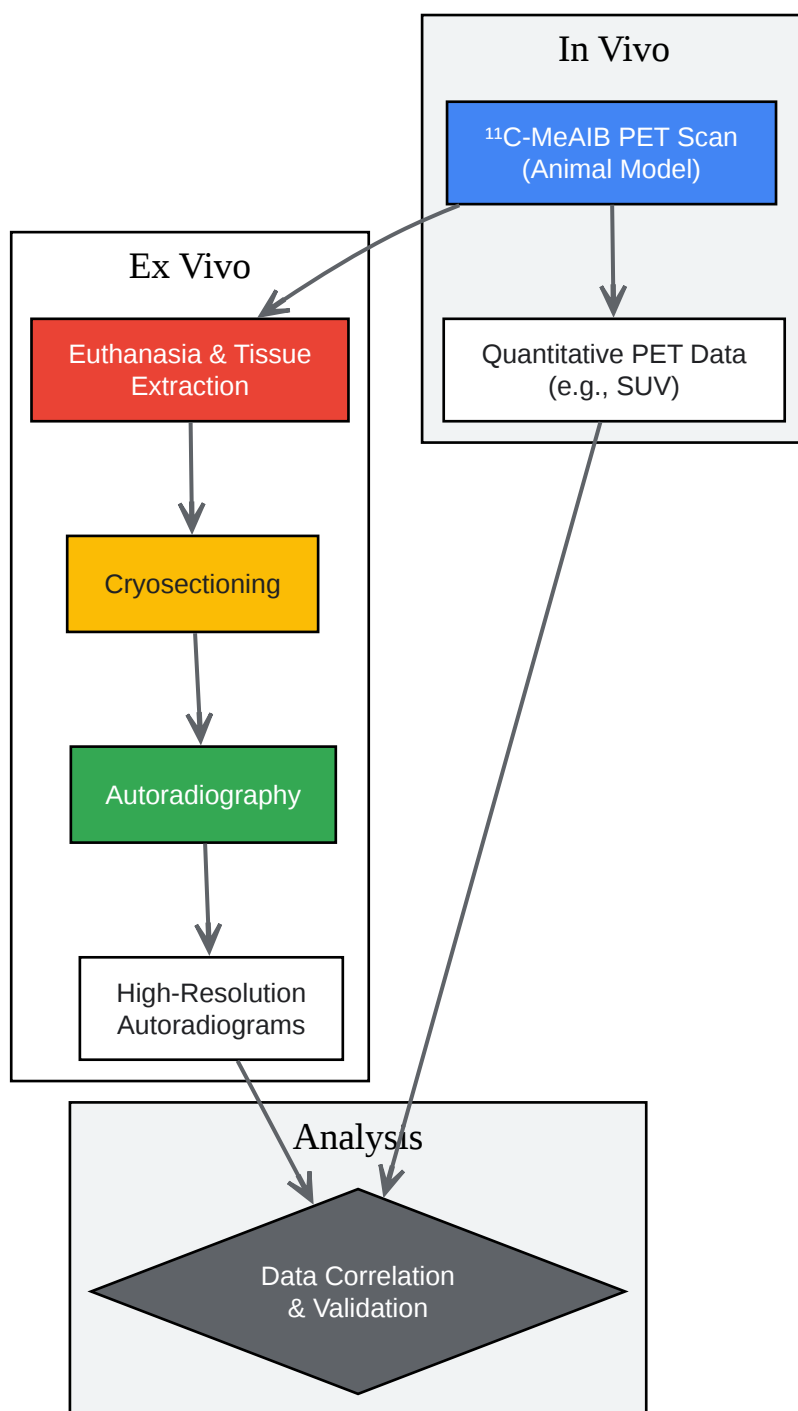 In Vivo
¹¹C-MeAIB PET Scan
(Animal Model)
Ex Vivo
Euthanasia & Tissue
Extraction
Quantitative PET Data
(e.g., SUV)
Cryosectioning
Autoradiography
High-Resolution
Autoradiograms
Analysis
Data Correlation
& Validation